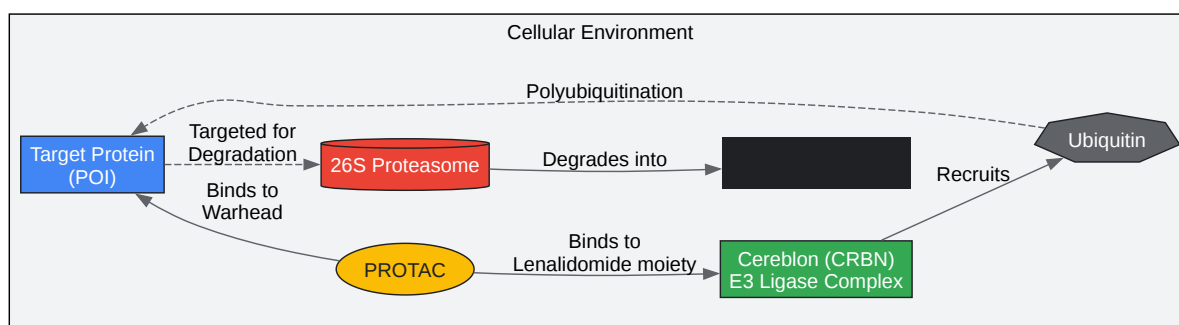 Cellular Environment
Polyubiquitination
Target Protein
(POI)
Targeted for
Degradation
26S Proteasome
Degrades into
Ubiquitin
Binds to
Warhead
Recruits
PROTAC
Binds to
Lenalidomide moiety
Cereblon (CRBN)
E3 Ligase Complex